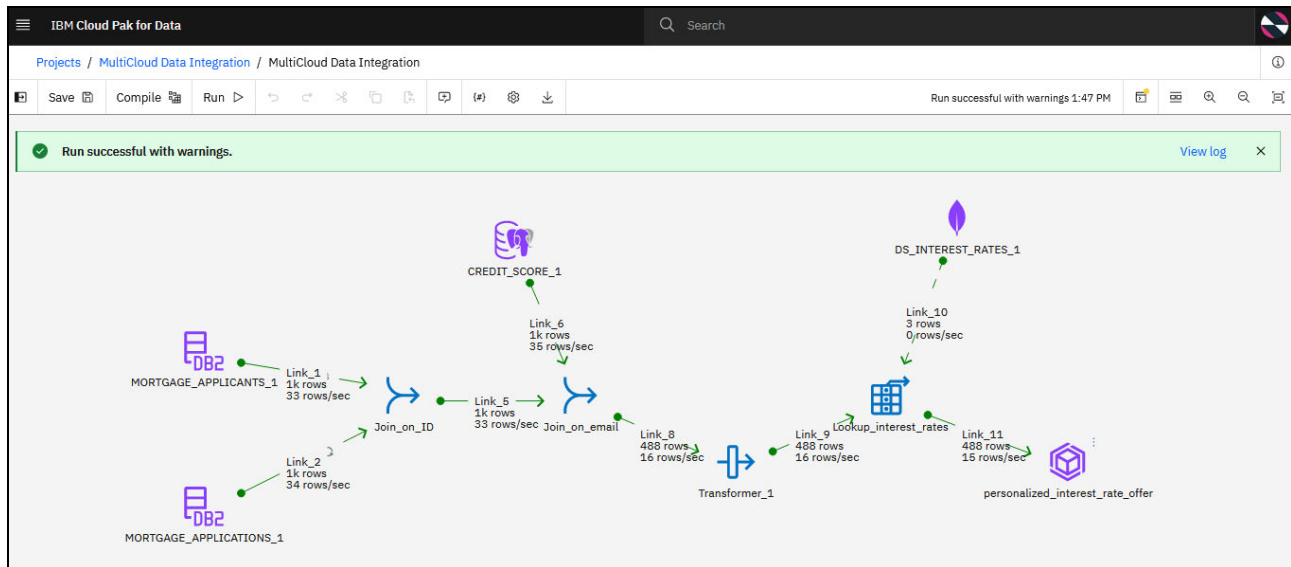 IBM Cloud Pak for Data
Search
Projects / MultiCloud Data Integration / MultiCloud Data Integration
Save Compile Run {#} Run successful with warnings 1:47 PM
Run successful with warnings. View log
CREDIT_SCORE_1
DS_INTEREST_RATES_1
Link_6
1k rows
35 rows/sec
Link_10
3 rows
0 rows/sec
DB2
MORTGAGE_APPLICANTS_1
Link_1
1k rows
33 rows/sec
Join_on_ID
Link_5
1k rows
33 rows/sec
Join_on_email
Link_8
488 rows
16 rows/sec
Link_9
488 rows
16 rows/sec
Lookup_interest_rates
Link_11
488 rows
15 rows/sec
Link_2
1k rows
34 rows/sec
Transformer_1
personalized_interest_rate_offer
DB2
MORTGAGE_APPLICATIONS_1